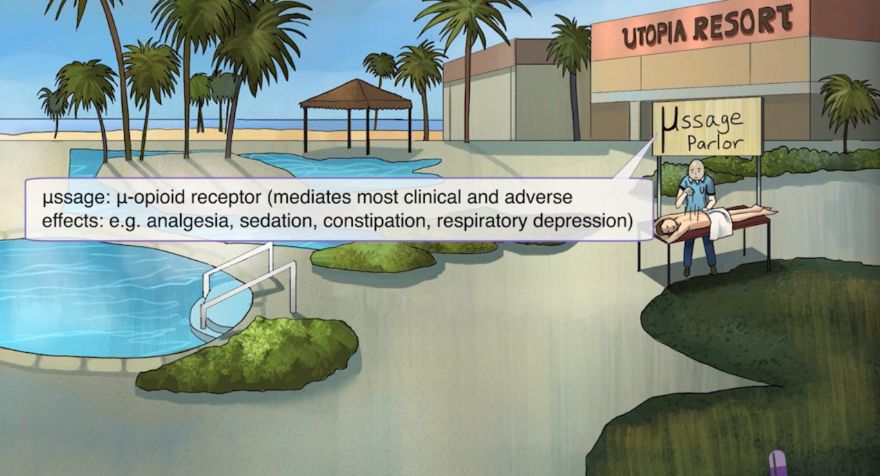 UTOPIA RESORT
µssage
Parlor
µssage: µ-opioid receptor (mediates most clinical and adverse
effects: e.g. analgesia, sedation, constipation, respiratory depression)